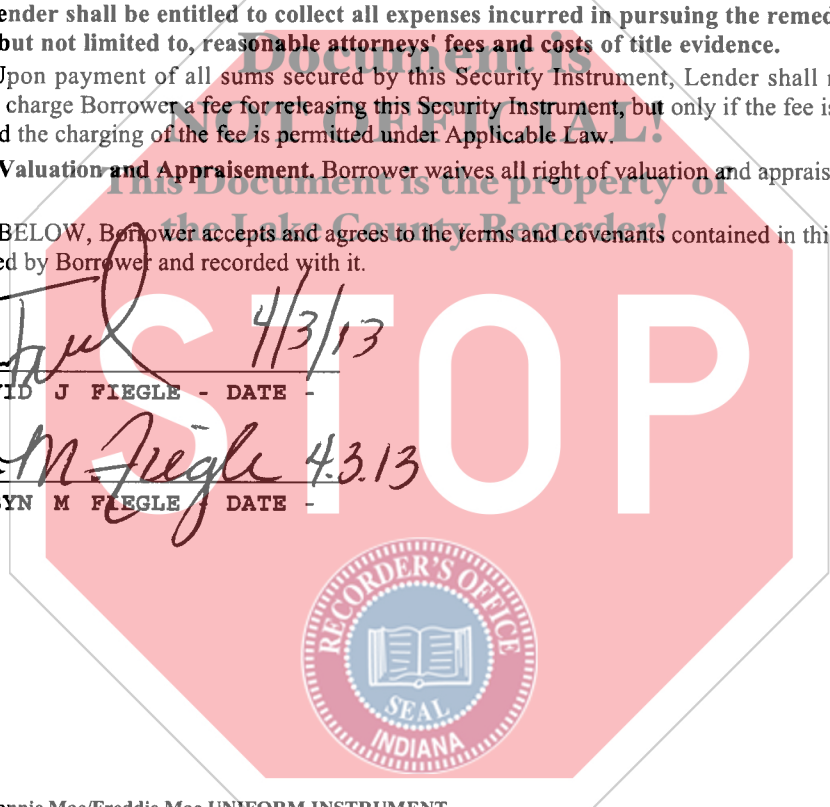 ender shall be entitled to collect all expenses incurred in pursuing the remed
but not limited to, reasonable attorneys' fees and costs of title evidence.
Document is
Upon payment of all sums secured by this Security Instrument, Lender shall
charge Borrower a fee for releasing this Security Instrument, but only if the fee is
NOT OFFICIAL!
d the charging of the fee is permitted under Applicable Law.
Valuation and Appraisement. Borrower waives all right of valuation and apprais
This Document is the property of
the Lake County Recorder!
BELOW, Borrower accepts and agrees to the terms and covenants contained in thi
ed by Borrower and recorded with it.
4/3/13
VID J FIEGLE - DATE -
M. Fiegle 4.3.13
YN M FIEGLE - DATE -
STOP
RECORDER'S OFFICE
SEAL
INDIANA
nnie Mae/Freddie Mac UNIFORM INSTRUMENT